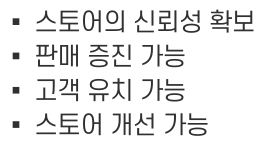 ▪ 스토어의 신뢰성 확보
▪ 판매 증진 가능
▪ 고객 유치 가능
▪ 스토어 개선 가능